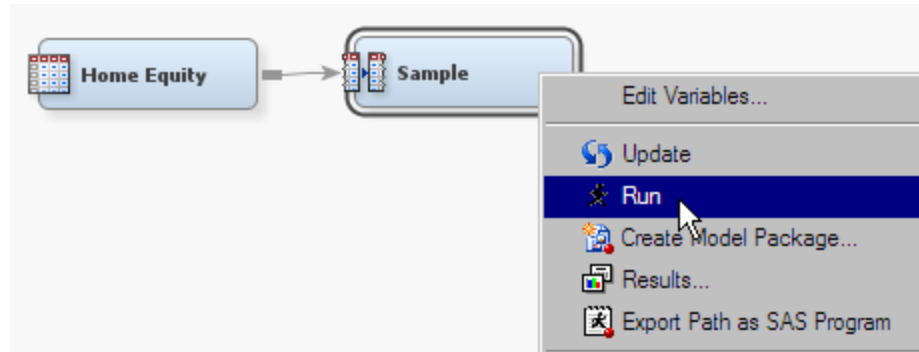 Home Equity
Sample
Edit Variables...
Update
Run
Create Model Package...
Results...
Export Path as SAS Program